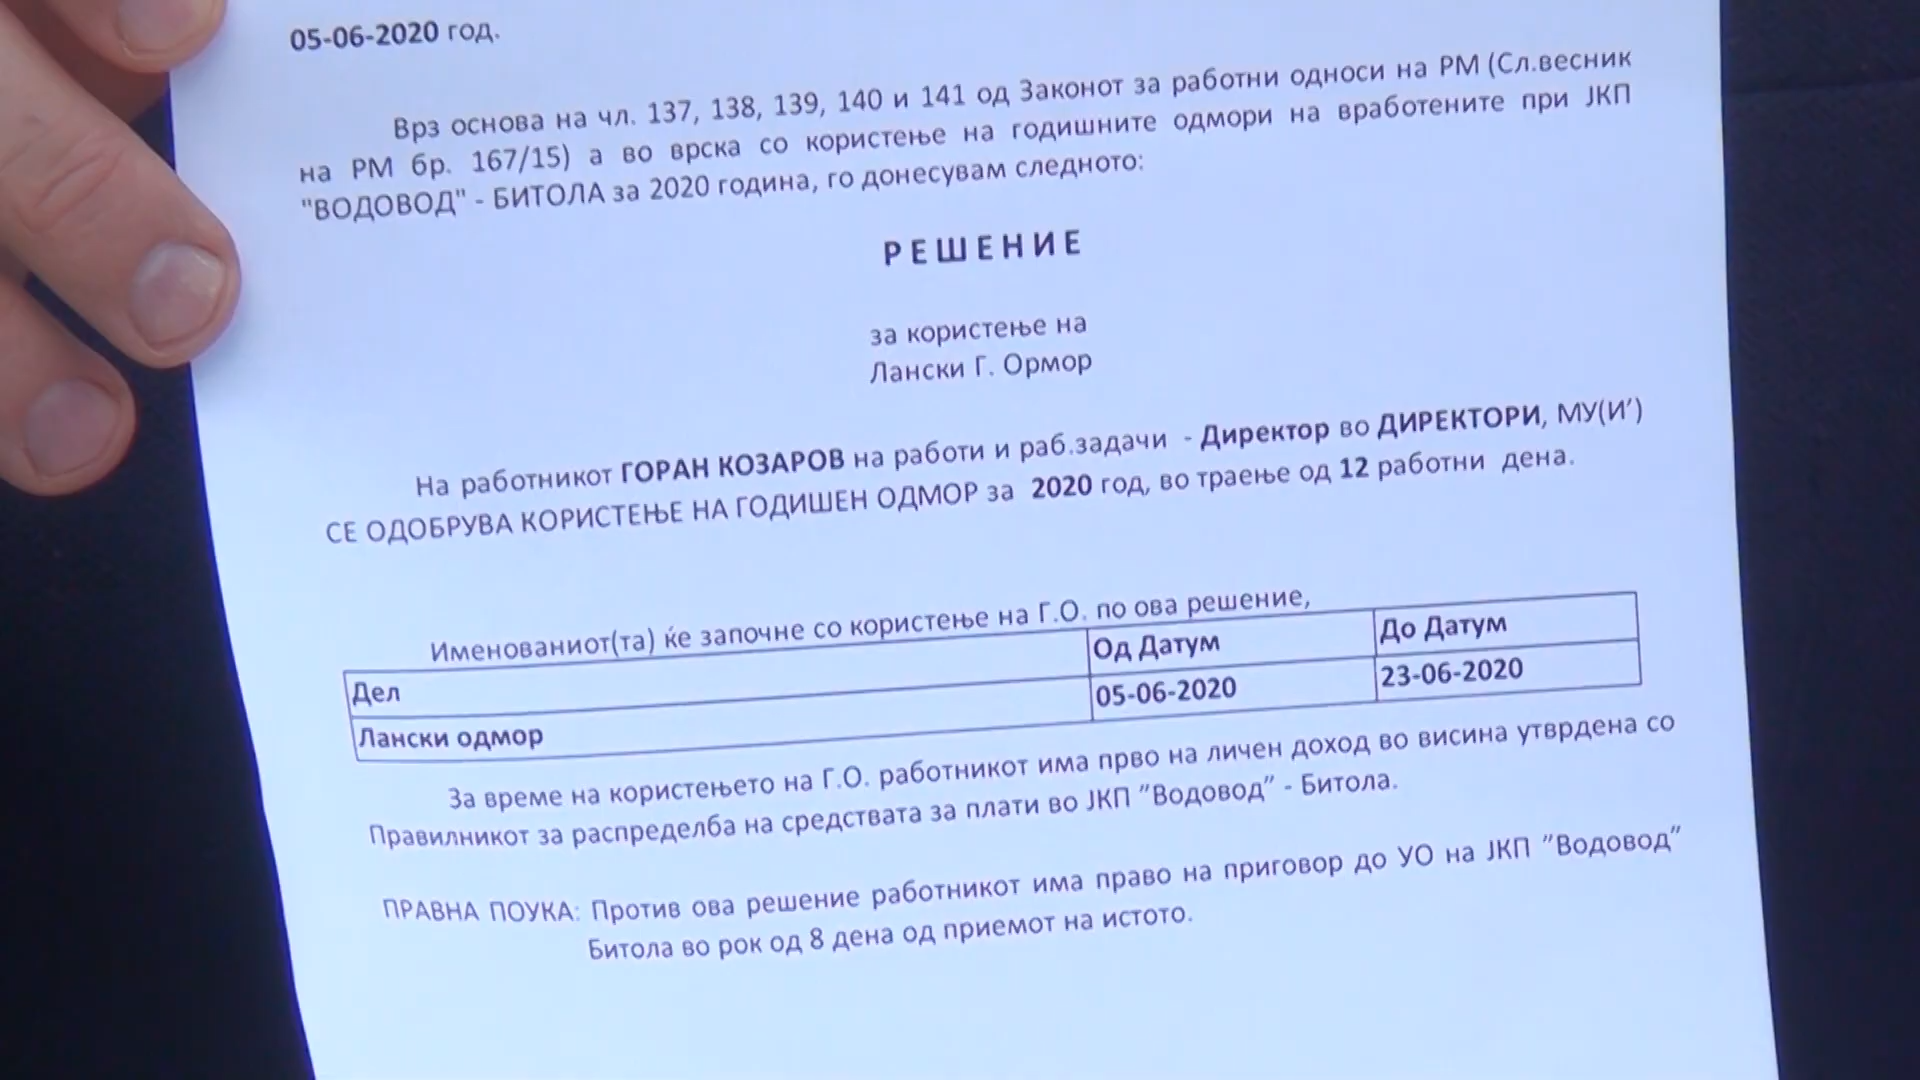 05-06-2020 год.
Врз основа на чл. 137, 138, 139, 140 и 141 од Законот за работни односи на РМ (Сл.весник
на РМ бр. 167/15) а во врска со користење на годишните одмори на вработените при ЈКП
"ВОДОВОД" - БИТОЛА за 2020 година, го донесувам следното:
РЕШЕНИЕ
за користење на
Лански Г. Ормор
На работникот ГОРАН КОЗАРОВ на работи и раб.задачи - Директор во ДИРЕКТОРИ, МУ(И’)
СЕ ОДОБРУВА КОРИСТЕЊЕ НА ГОДИШЕН ОДМОР за 2020 год, во траење од 12 работни дена.
Именованиот(та) ќе започне со користење на Г.О. по ова решение,
Дел Од Датум До Датум
Лански одмор 05-06-2020 23-06-2020
За време на користењето на Г.О. работникот има прво на личен доход во висина утврдена со
Правилникот за распределба на средствата за плати во ЈКП ”Водовод” - Битола.
ПРАВНА ПОУКА: Против ова решение работникот има право на приговор до УО на ЈКП ”Водовод”
Битола во рок од 8 дена од приемот на истото.